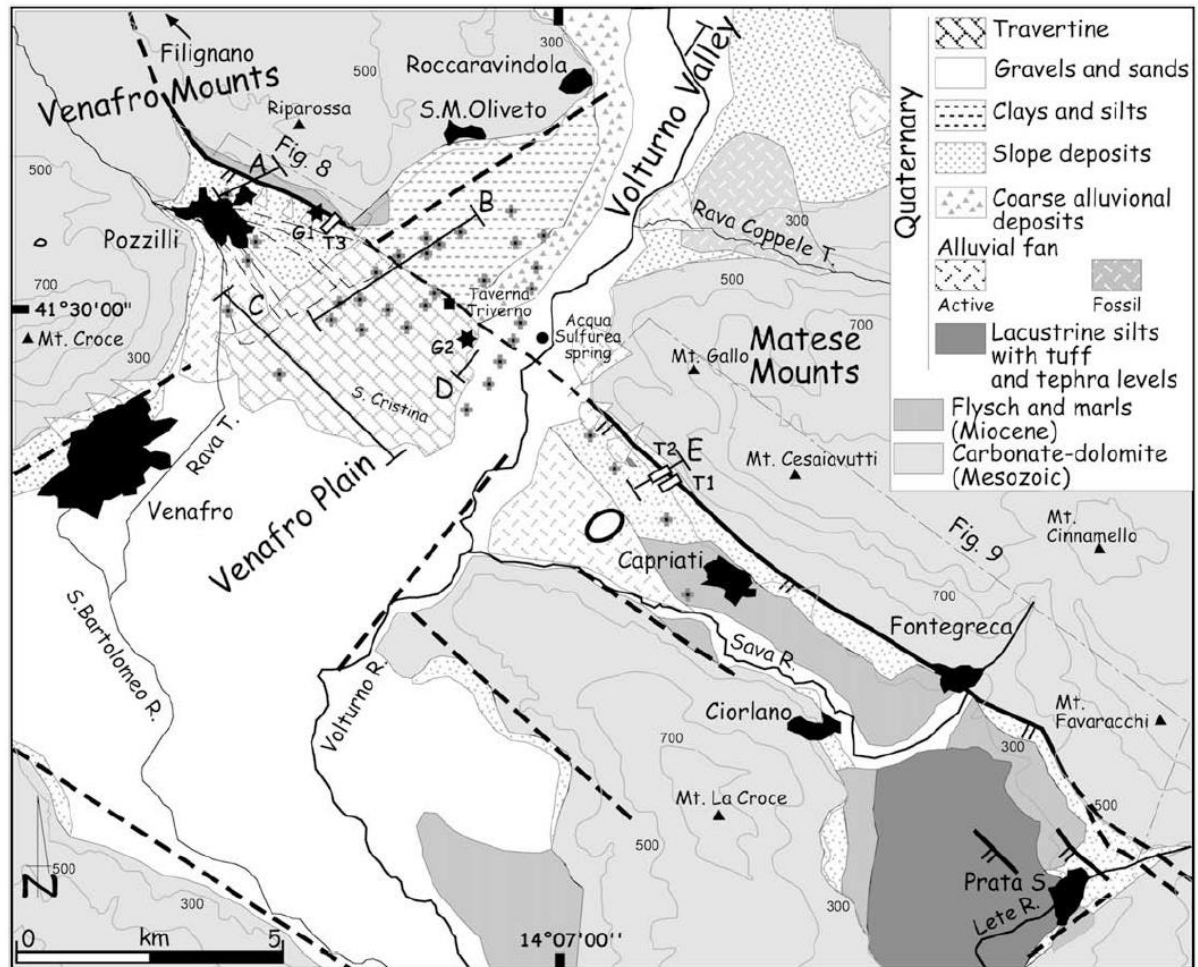 Filignano
Venafro Mounts
Riparossa
500
300
Roccaravindola
S.M.Oliveto
Volturno Valley
500
A
Fig. 8
B
G1
T3
Pozzilli
Rava Coppele T.
300
700
41°30'00"
Mt. Croce
300
C
Taverna
Triverno
G2
D
Acqua
Sulfurea
spring
500
700
Mt. Gallo
Matese
Mounts
S. Cristina
Rava T.
Venafro
Venafro Plain
T2
E
T1
Mt. Cesaiavutti
Fig. 9
Mt.
Cinnamello
Capriati
700
Fontegreca
S.Bartolomeo R.
Volturno R.
Sava R.
Ciorlano
Mt.
Favaracchi
300
700
Mt. La Croce
500
500
300
Prata S.
Lete R.
500
N
300
0 km 5
14°07'00''
Quaternary
Travertine
Gravels and sands
Clays and silts
Slope deposits
Coarse alluvional
deposits
Alluvial fan
Active
Fossil
Lacustrine silts
with tuff
and tephra levels
Flysch and marls
(Miocene)
Carbonate-dolomite
(Mesozoic)